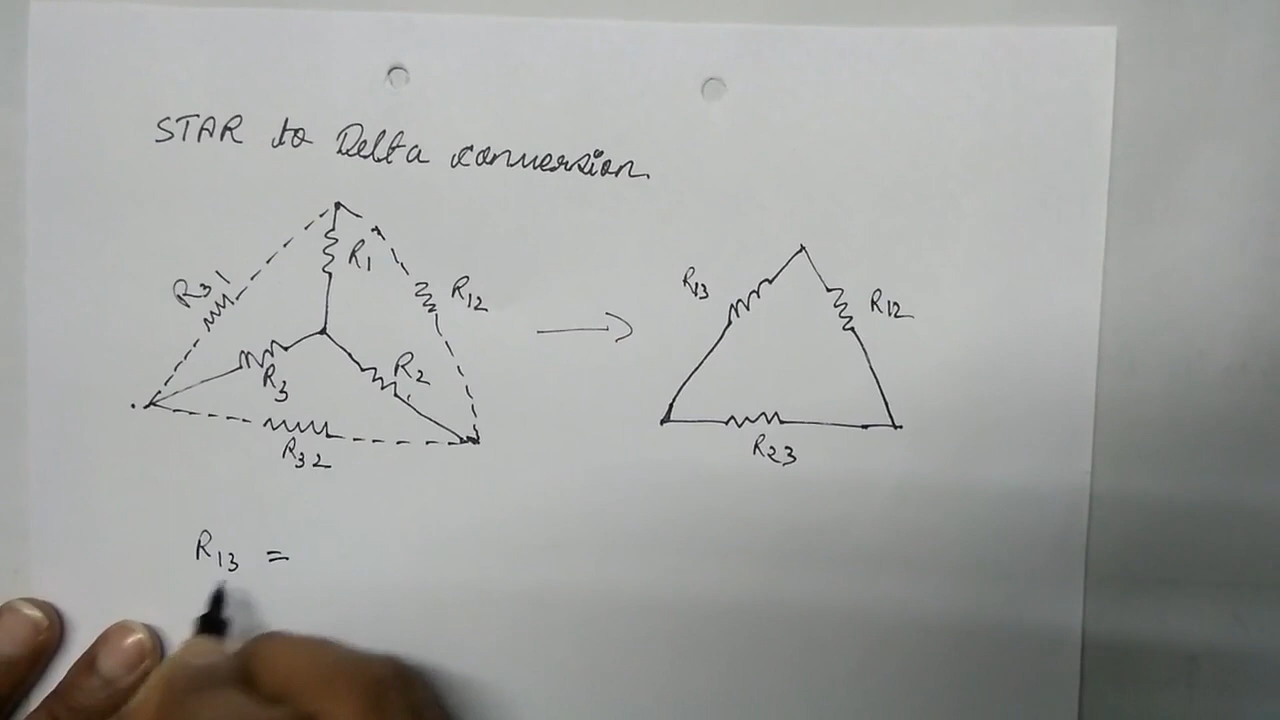 STAR to Delta conversion.
R31
R1
R12
R3
R2
R32
R13
R12
R23
R13 =